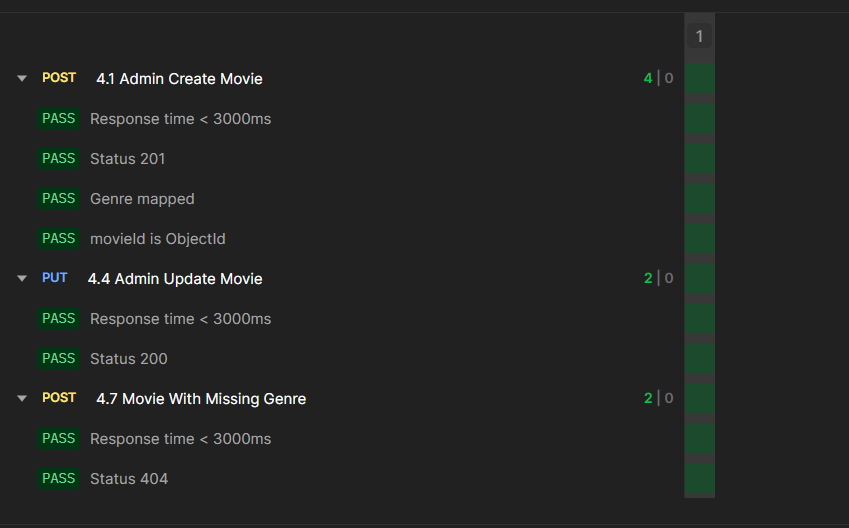 1
POST 4.1 Admin Create Movie 4 | 0
PASS Response time < 3000ms
PASS Status 201
PASS Genre mapped
PASS movieId is ObjectId
PUT 4.4 Admin Update Movie 2 | 0
PASS Response time < 3000ms
PASS Status 200
POST 4.7 Movie With Missing Genre 2 | 0
PASS Response time < 3000ms
PASS Status 404